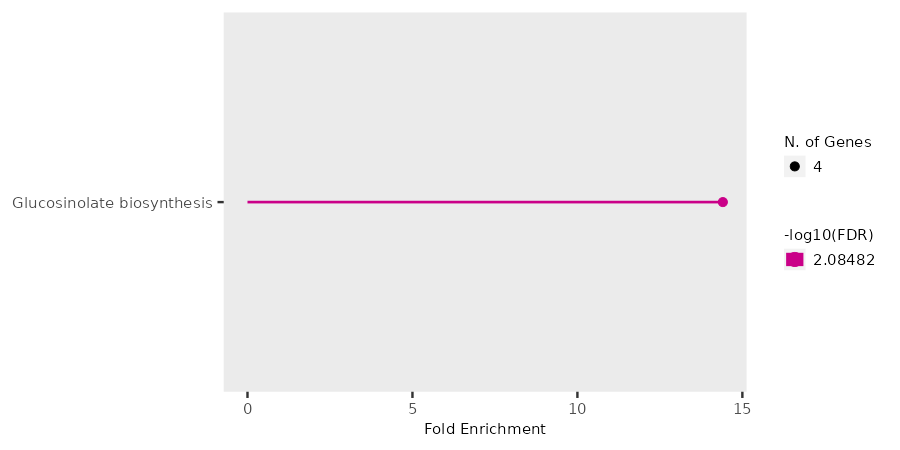 Glucosinolate biosynthesis
0
5
10
15
Fold Enrichment
N. of Genes
4
-log10(FDR)
2.08482